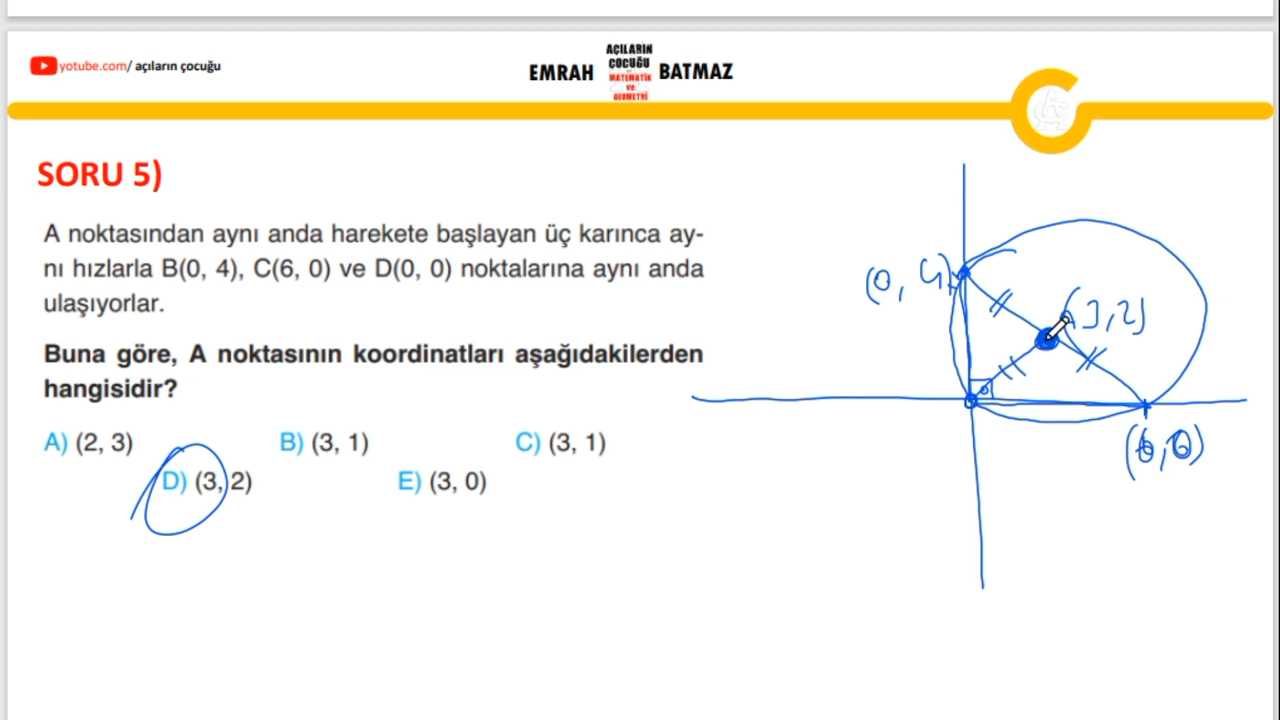 yotube.com/ açıların çocuğu
EMRAH
AÇILARIN
ÇOCUĞU
MATEMATİK
ve
GEOMETRİ
BATMAZ
SORU 5)
A noktasından aynı anda harekete başlayan üç karınca ay-
nı hızlarla B(0, 4), C(6, 0) ve D(0, 0) noktalarına aynı anda
ulaşıyorlar.
Buna göre, A noktasının koordinatları aşağıdakilerden
hangisidir?
A) (2, 3) B) (3, 1) C) (3, 1)
D) (3, 2) E) (3, 0)
(0, 4)
(3,2)
(6,0)